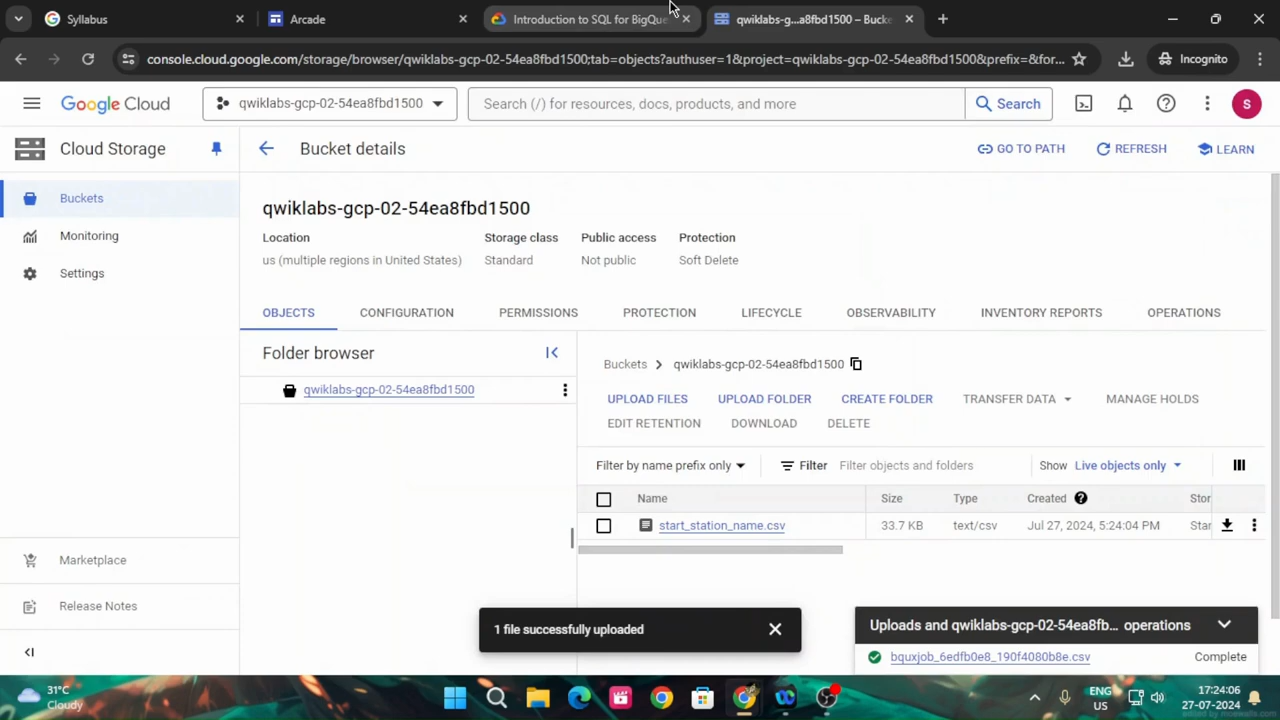 Syllabus
Arcade
Introduction to SQL for BigQue
qwiklabs-g...a8fbd1500 – Bucke
console.cloud.google.com/storage/browser/qwiklabs-gcp-02-54ea8fbd1500;tab=objects?authuser=1&project=qwiklabs-gcp-02-54ea8fbd1500&prefix=&for...
Incognito
Google Cloud
qwiklabs-gcp-02-54ea8fbd1500
Search (/) for resources, docs, products, and more
Search
S
Cloud Storage
Bucket details
GO TO PATH
REFRESH
LEARN
Buckets
Monitoring
Settings
qwiklabs-gcp-02-54ea8fbd1500
Location
Storage class
Public access
Protection
us (multiple regions in United States)
Standard
Not public
Soft Delete
OBJECTS
CONFIGURATION
PERMISSIONS
PROTECTION
LIFECYCLE
OBSERVABILITY
INVENTORY REPORTS
OPERATIONS
Folder browser
qwiklabs-gcp-02-54ea8fbd1500
Buckets
qwiklabs-gcp-02-54ea8fbd1500
UPLOAD FILES
UPLOAD FOLDER
CREATE FOLDER
TRANSFER DATA
MANAGE HOLDS
EDIT RETENTION
DOWNLOAD
DELETE
Filter by name prefix only
Filter
Filter objects and folders
Show
Live objects only
Name
Size
Type
Created
Stor
start_station_name.csv
33.7 KB
text/csv
Jul 27, 2024, 5:24:04 PM
Star
Marketplace
Release Notes
1 file successfully uploaded
Uploads and qwiklabs-gcp-02-54ea8fb... operations
bquxjob_6edfb0e8_190f4080b8e.csv
Complete
31°C
Cloudy
ENG
US
17:24:06
27-07-2024